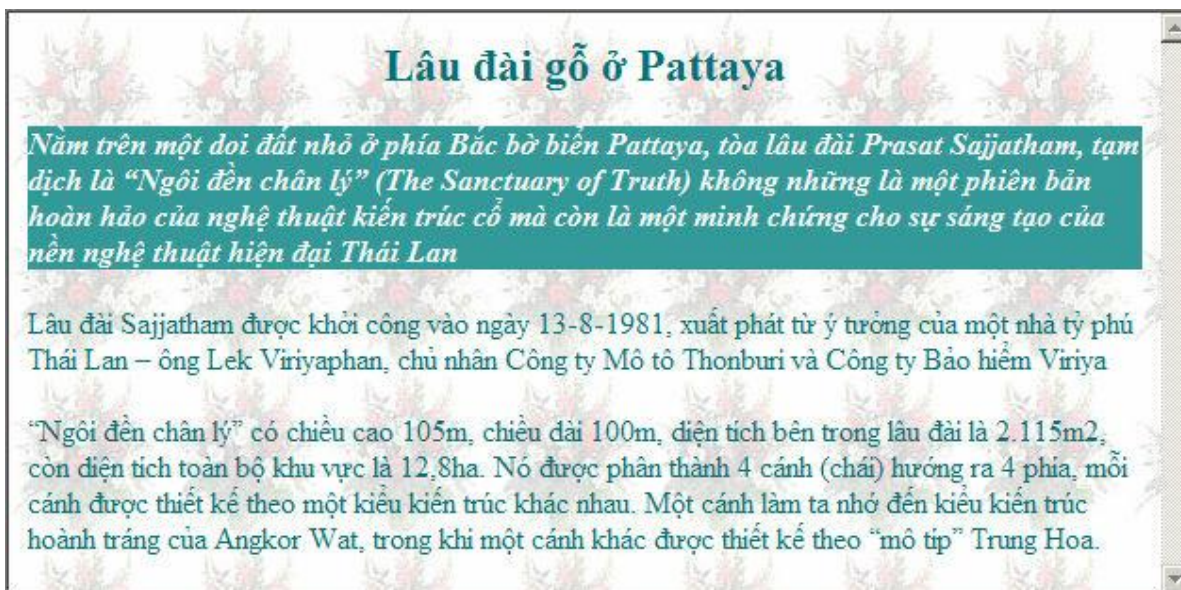 Lâu đài gỗ ở Pattaya
Nằm trên một doi đất nhỏ ở phía Bắc bờ biển Pattaya, tòa lâu đài Prasat Sajjatham, tạm
dịch là “Ngôi đền chân lý” (The Sanctuary of Truth) không những là một phiên bản
hoàn hảo của nghệ thuật kiến trúc cổ mà còn là một minh chứng cho sự sáng tạo của
nền nghệ thuật hiện đại Thái Lan
Lâu đài Sajjatham được khởi công vào ngày 13-8-1981, xuất phát từ ý tưởng của một nhà tỷ phú
Thái Lan – ông Lek Viriyaphan, chủ nhân Công ty Mô tô Thonburi và Công ty Bảo hiểm Viriya
“Ngôi đền chân lý” có chiều cao 105m, chiều dài 100m, diện tích bên trong lâu đài là 2.115m2,
còn diện tích toàn bộ khu vực là 12,8ha. Nó được phân thành 4 cánh (chái) hướng ra 4 phía, mỗi
cánh được thiết kế theo một kiểu kiến trúc khác nhau. Một cánh làm ta nhớ đến kiểu kiến trúc
hoành tráng của Angkor Wat, trong khi một cánh khác được thiết kế theo “mô típ” Trung Hoa.